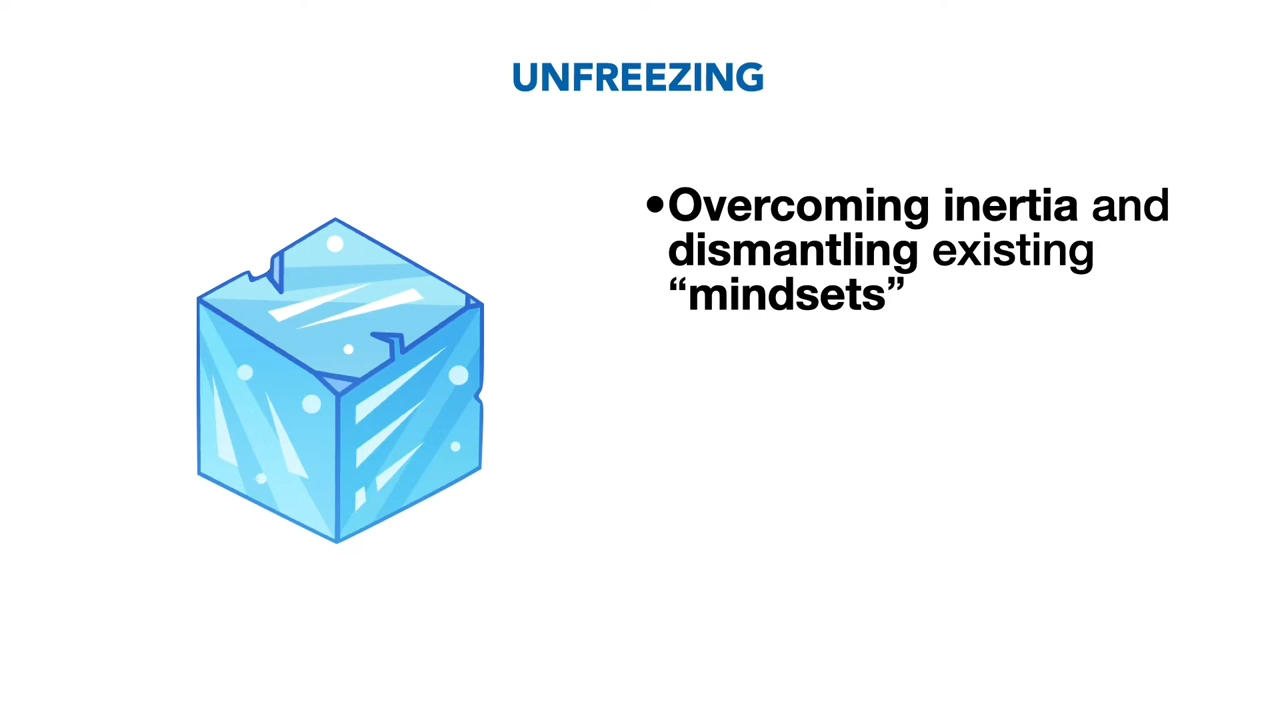 UNFREEZING
•Overcoming inertia and
dismantling existing
“mindsets”